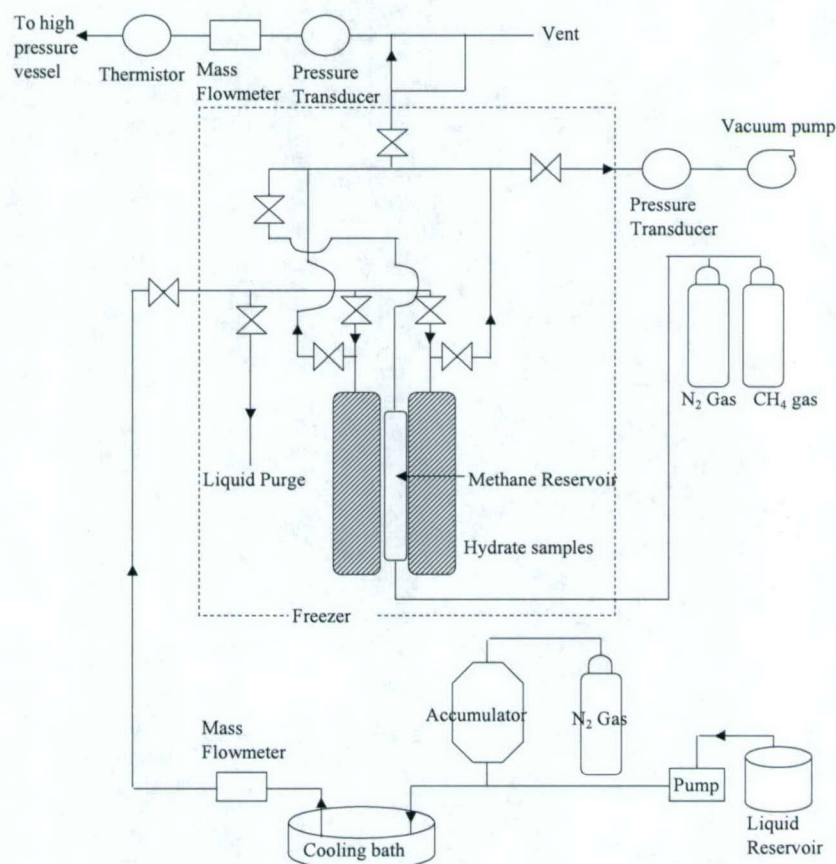 To high
pressure
vessel
Thermistor
Mass
Flowmeter
Pressure
Transducer
Vent
Vacuum pump
Pressure
Transducer
N2 Gas
CH4 gas
Liquid Purge
Methane Reservoir
Hydrate samples
Freezer
Accumulator
N2 Gas
Mass
Flowmeter
Pump
Cooling bath
Liquid
Reservoir